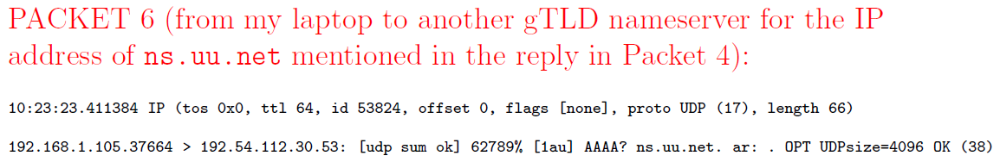 PACKET 6 (from my laptop to another gTLD nameserver for the IP
address of ns.uu.net mentioned in the reply in Packet 4):
10:23:23.411384 IP (tos 0x0, ttl 64, id 53824, offset 0, flags [none], proto UDP (17), length 66)
192.168.1.105.37664 > 192.54.112.30.53: [udp sum ok] 62789% [1au] AAAA? ns.uu.net. ar: . OPT UDPsize=4096 OK (38)